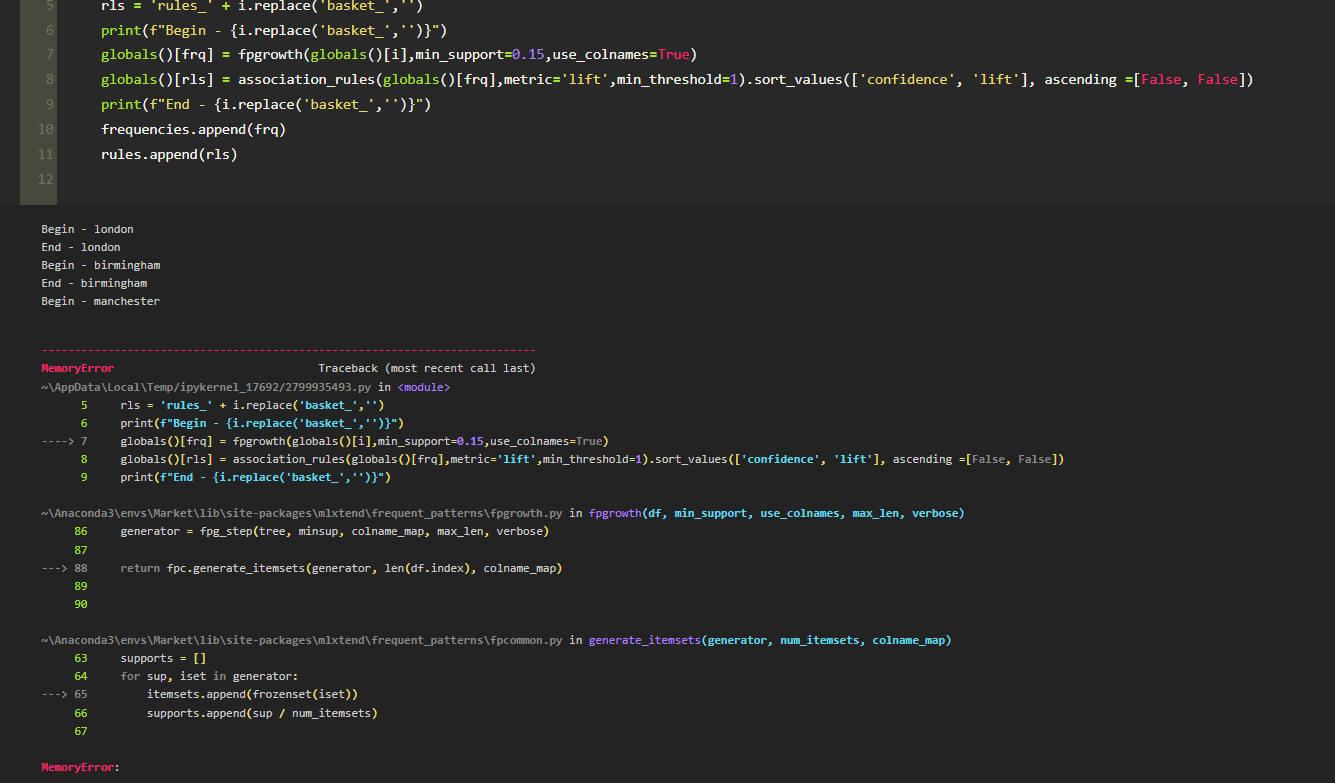 5 rls = 'rules_' + i.replace('basket_','')
6 print(f"Begin - {i.replace('basket_','')}")
7 globals()[frq] = fpgrowth(globals()[i],min_support=0.15,use_colnames=True)
8 globals()[rls] = association_rules(globals()[frq],metric='lift',min_threshold=1).sort_values(['confidence', 'lift'], ascending =[False, False])
9 print(f"End - {i.replace('basket_','')}")
10 frequencies.append(frq)
11 rules.append(rls)
12
Begin - london
End - london
Begin - birmingham
End - birmingham
Begin - manchester
---------------------------------------------------------------------------
MemoryError Traceback (most recent call last)
~\AppData\Local\Temp/ipykernel_17692/2799935493.py in <module>
5 rls = 'rules_' + i.replace('basket_','')
6 print(f"Begin - {i.replace('basket_','')}")
----> 7 globals()[frq] = fpgrowth(globals()[i],min_support=0.15,use_colnames=True)
8 globals()[rls] = association_rules(globals()[frq],metric='lift',min_threshold=1).sort_values(['confidence', 'lift'], ascending =[False, False])
9 print(f"End - {i.replace('basket_','')}")
~\Anaconda3\envs\Market\lib\site-packages\mlxtend\frequent_patterns\fpgrowth.py in fpgrowth(df, min_support, use_colnames, max_len, verbose)
86 generator = fpg_step(tree, minsup, colname_map, max_len, verbose)
87
---> 88 return fpc.generate_itemsets(generator, len(df.index), colname_map)
89
90
~\Anaconda3\envs\Market\lib\site-packages\mlxtend\frequent_patterns\fpcommon.py in generate_itemsets(generator, num_itemsets, colname_map)
63 supports = []
64 for sup, iset in generator:
---> 65 itemsets.append(frozenset(iset))
66 supports.append(sup / num_itemsets)
67
MemoryError: